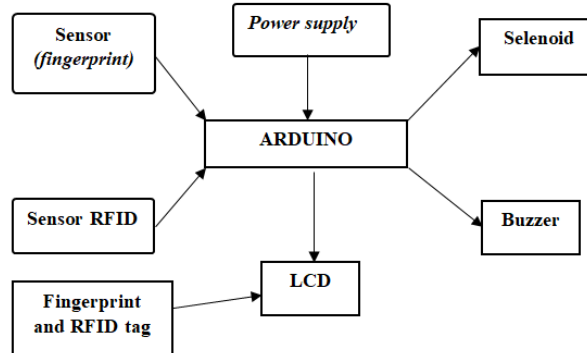 Sensor
(fingerprint)
Power supply
Selenoid
ARDUINO
Sensor RFID
Buzzer
LCD
Fingerprint
and RFID tag